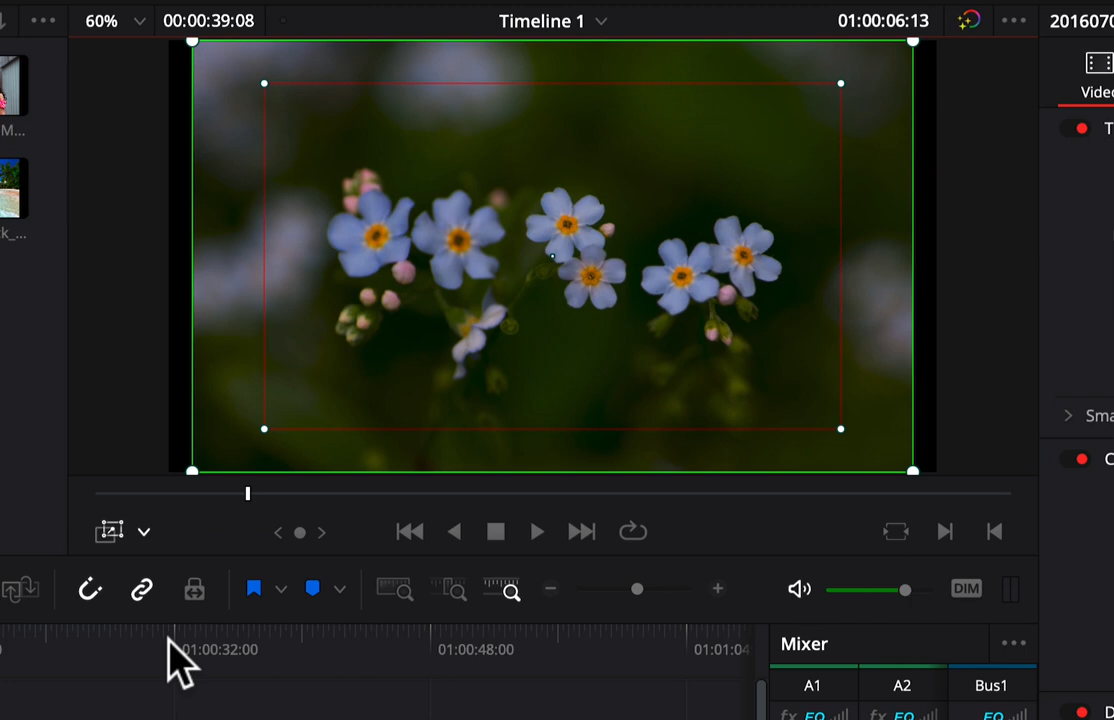 60% 00:00:39:08 Timeline 1 01:00:06:13 2016070
M...
Video
T
k_...
Sma
C
DIM
01:00:32:00 01:00:48:00 01:01:04
Mixer
A1 A2 Bus1
fx EQ fx EQ EQ
D